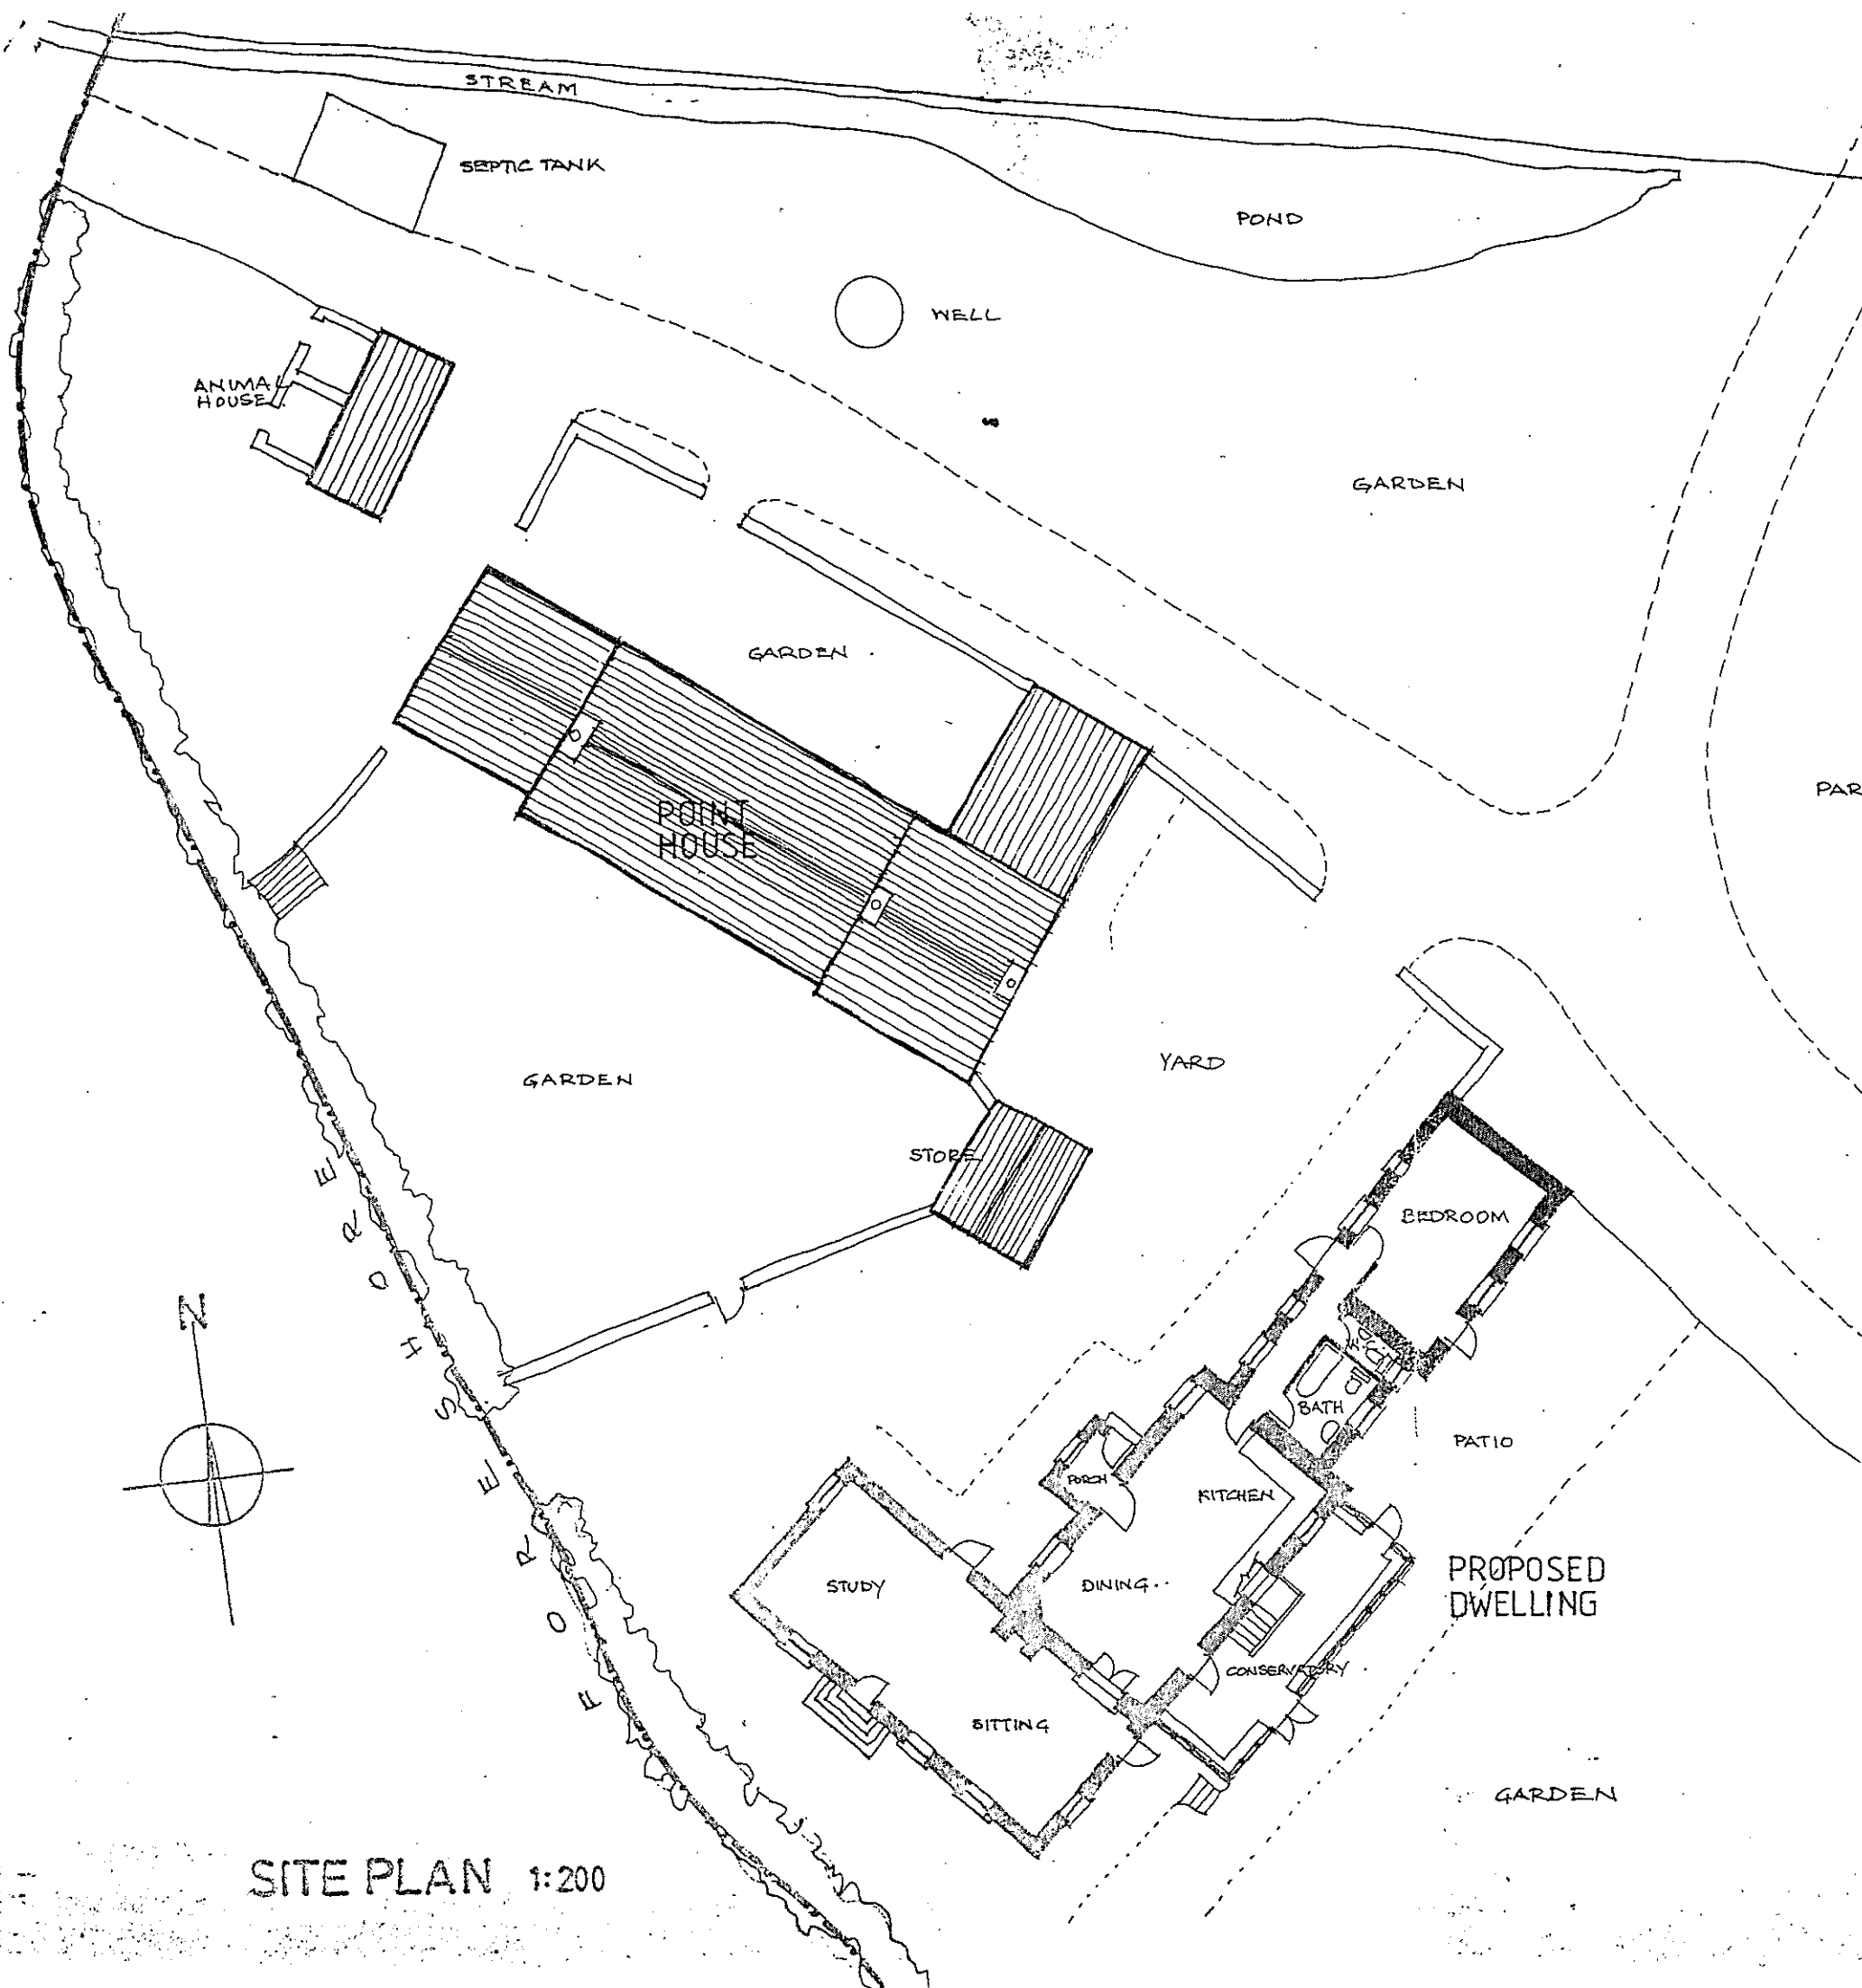 STREAM
SEPTIC TANK
POND
WELL
ANIMAL
HOUSE
GARDEN
GARDEN
PAR
POINT
HOUSE
GARDEN
YARD
STORE
BEDROOM
N
FORESHORE
BATH
PATIO
PORCH
KITCHEN
STUDY
DINING
PROPOSED
DWELLING
CONSERVATORY
SITTING
GARDEN
SITE PLAN 1:200